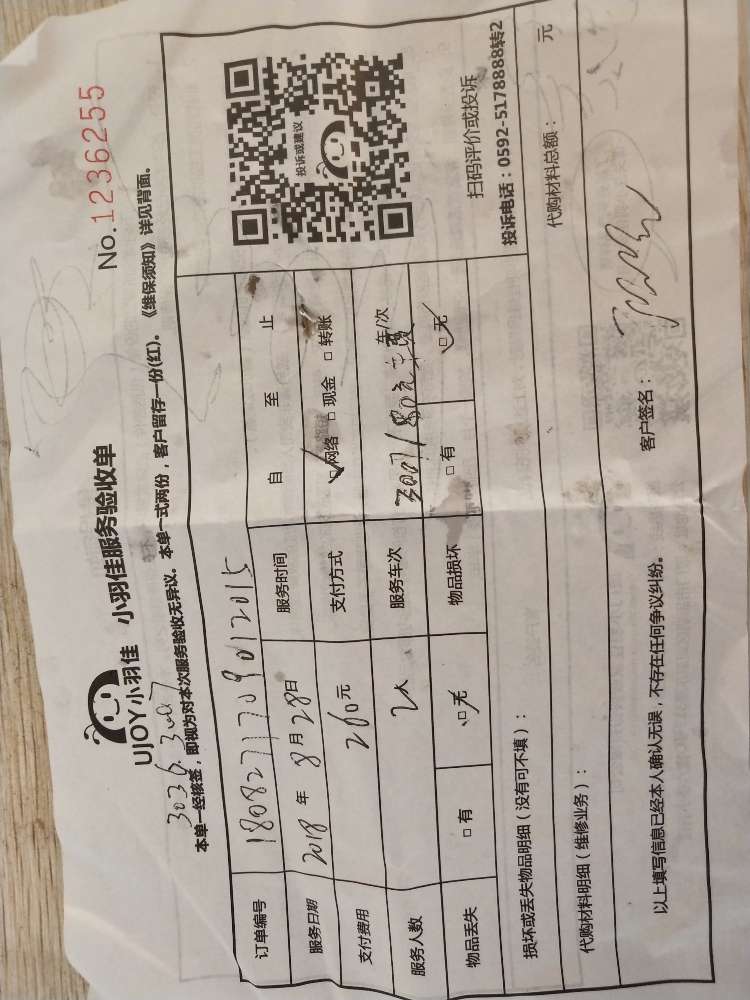 No.1236255
UJOY小羽佳 小羽佳服务验收单
3036 3007
本单一经核签，即视为对本次服务验收无异议。本单一式两份，客户留存一份(红)。《维保须知》详见背面。
订单编号 1808271709012015
服务日期 2018 年 8 月 28 日 服务时间 自 至 止
支付费用 260 元 支付方式 ☑网络 □现金 □转账
服务人数 2人 服务车次 3007/180元 车/次
物品丢失 □有 ☑无 物品损坏 □有 ☑无
投诉或建议
扫码评价或投诉
投诉电话：0592-5178888转2
损坏或丢失物品明细（没有可不填）：
代购材料明细（维修业务）： 代购材料总额： 元
客户签名：
以上填写信息已经本人确认无误，不存在任何争议纠纷。